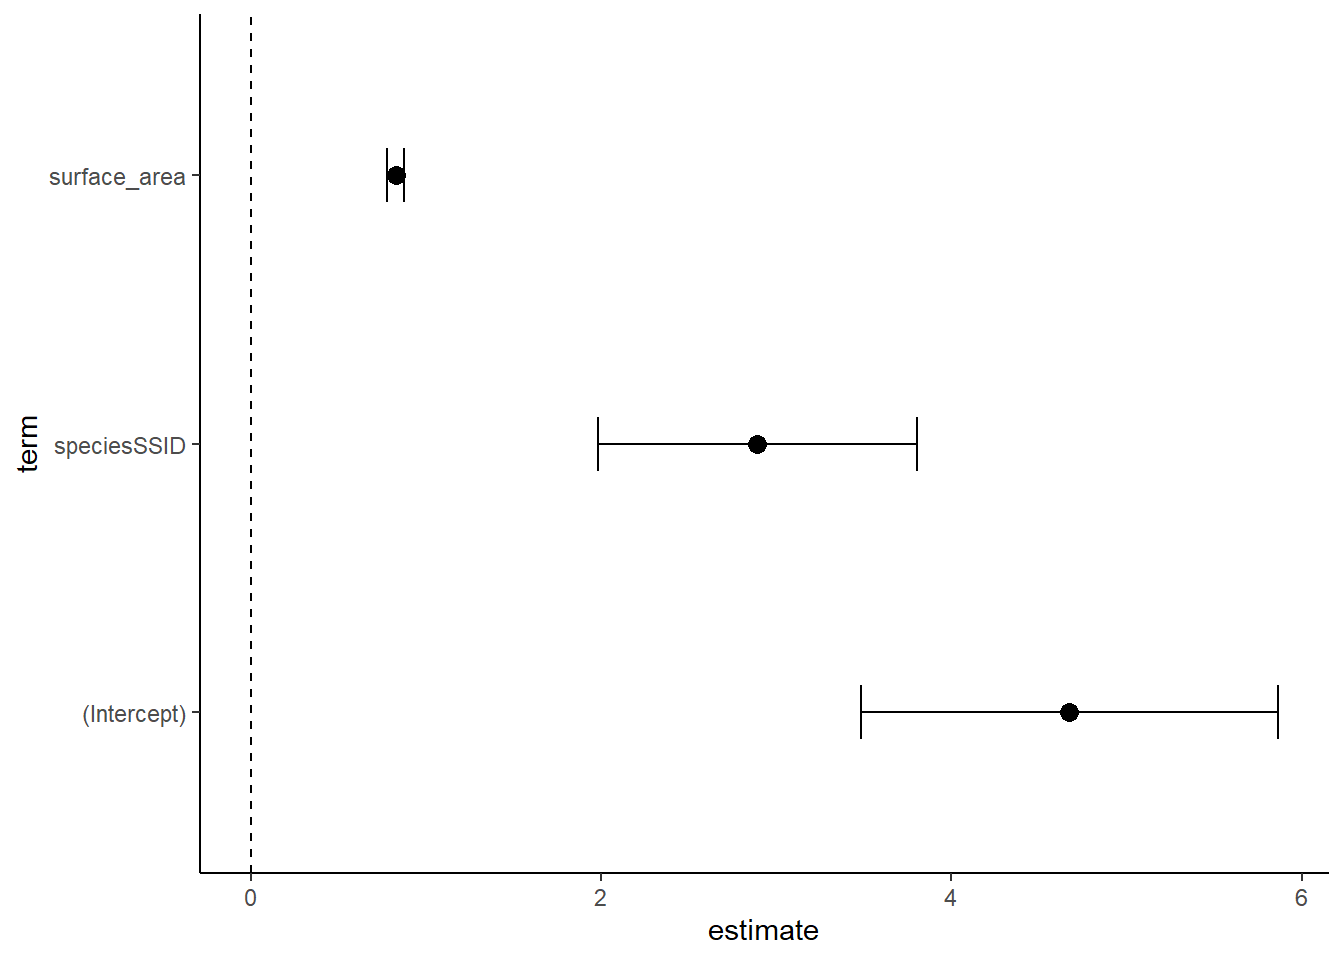 surface_area
speciesSSID
(Intercept)
term
0 2 4 6
estimate